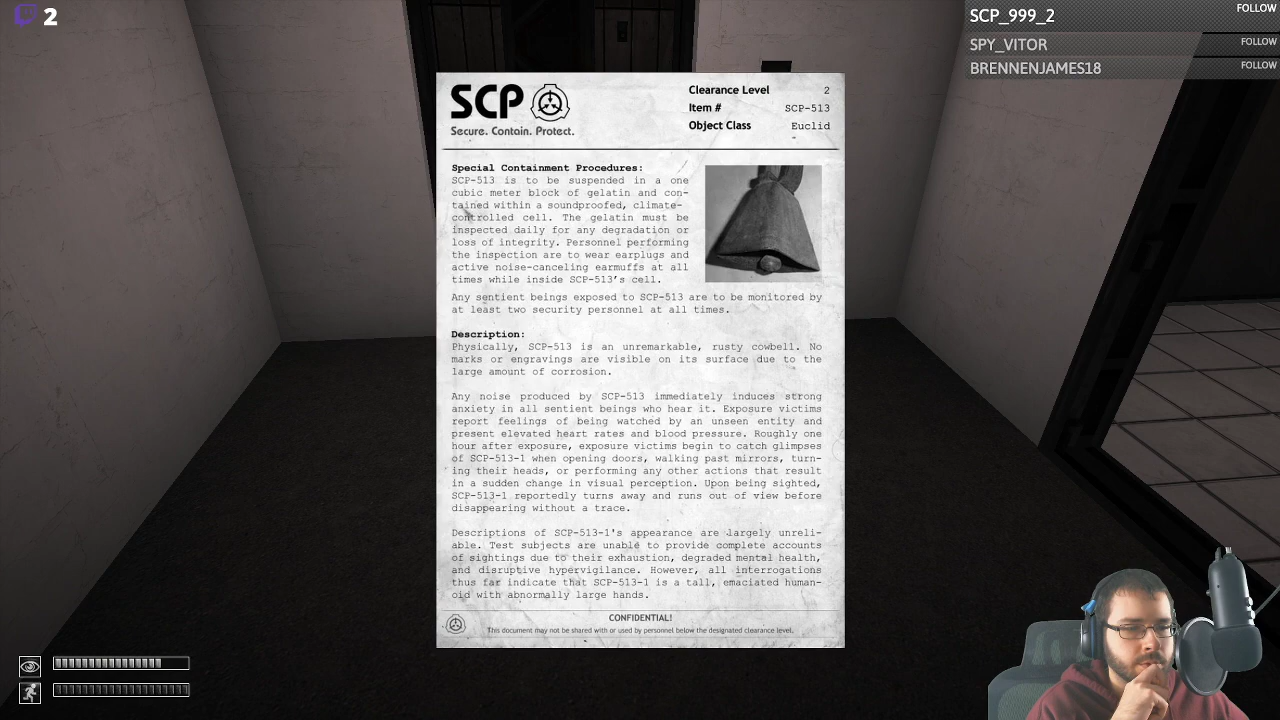 2
SCP_999_2 FOLLOW
SPY_VITOR FOLLOW
BRENNENJAMES18 FOLLOW
SCP
Secure. Contain. Protect.
Clearance Level 2
Item # SCP-513
Object Class Euclid
Special Containment Procedures:
SCP-513 is to be suspended in a one
cubic meter block of gelatin and con-
tained within a soundproofed, climate-
controlled cell. The gelatin must be
inspected daily for any degradation or
loss of integrity. Personnel performing
the inspection are to wear earplugs and
active noise-canceling earmuffs at all
times while inside SCP-513's cell.
Any sentient beings exposed to SCP-513 are to be monitored by
at least two security personnel at all times.
Description:
Physically, SCP-513 is an unremarkable, rusty cowbell. No
marks or engravings are visible on its surface due to the
large amount of corrosion.
Any noise produced by SCP-513 immediately induces strong
anxiety in all sentient beings who hear it. Exposure victims
report feelings of being watched by an unseen entity and
present elevated heart rates and blood pressure. Roughly one
hour after exposure, exposure victims begin to catch glimpses
of SCP-513-1 when opening doors, walking past mirrors, turn-
ing their heads, or performing any other actions that result
in a sudden change in visual perception. Upon being sighted,
SCP-513-1 reportedly turns away and runs out of view before
disappearing without a trace.
Descriptions of SCP-513-1's appearance are largely unreli-
able. Test subjects are unable to provide complete accounts
of sightings due to their exhaustion, degraded mental health,
and disruptive hypervigilance. However, all interrogations
thus far indicate that SCP-513-1 is a tall, emaciated human-
oid with abnormally large hands.
CONFIDENTIAL!
This document may not be shared with or used by personnel below the designated clearance level.